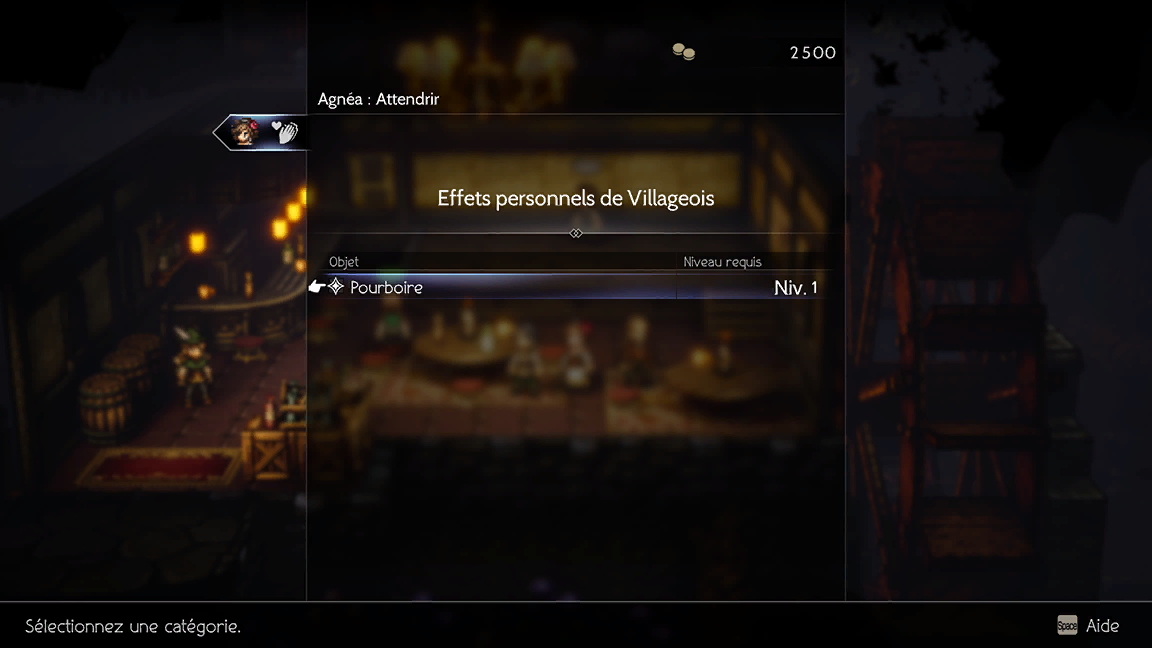 2500
Agnéa : Attendrir
Effets personnels de Villageois
Objet Niveau requis
Pourboire Niv. 1
Sélectionnez une catégorie. Space Aide